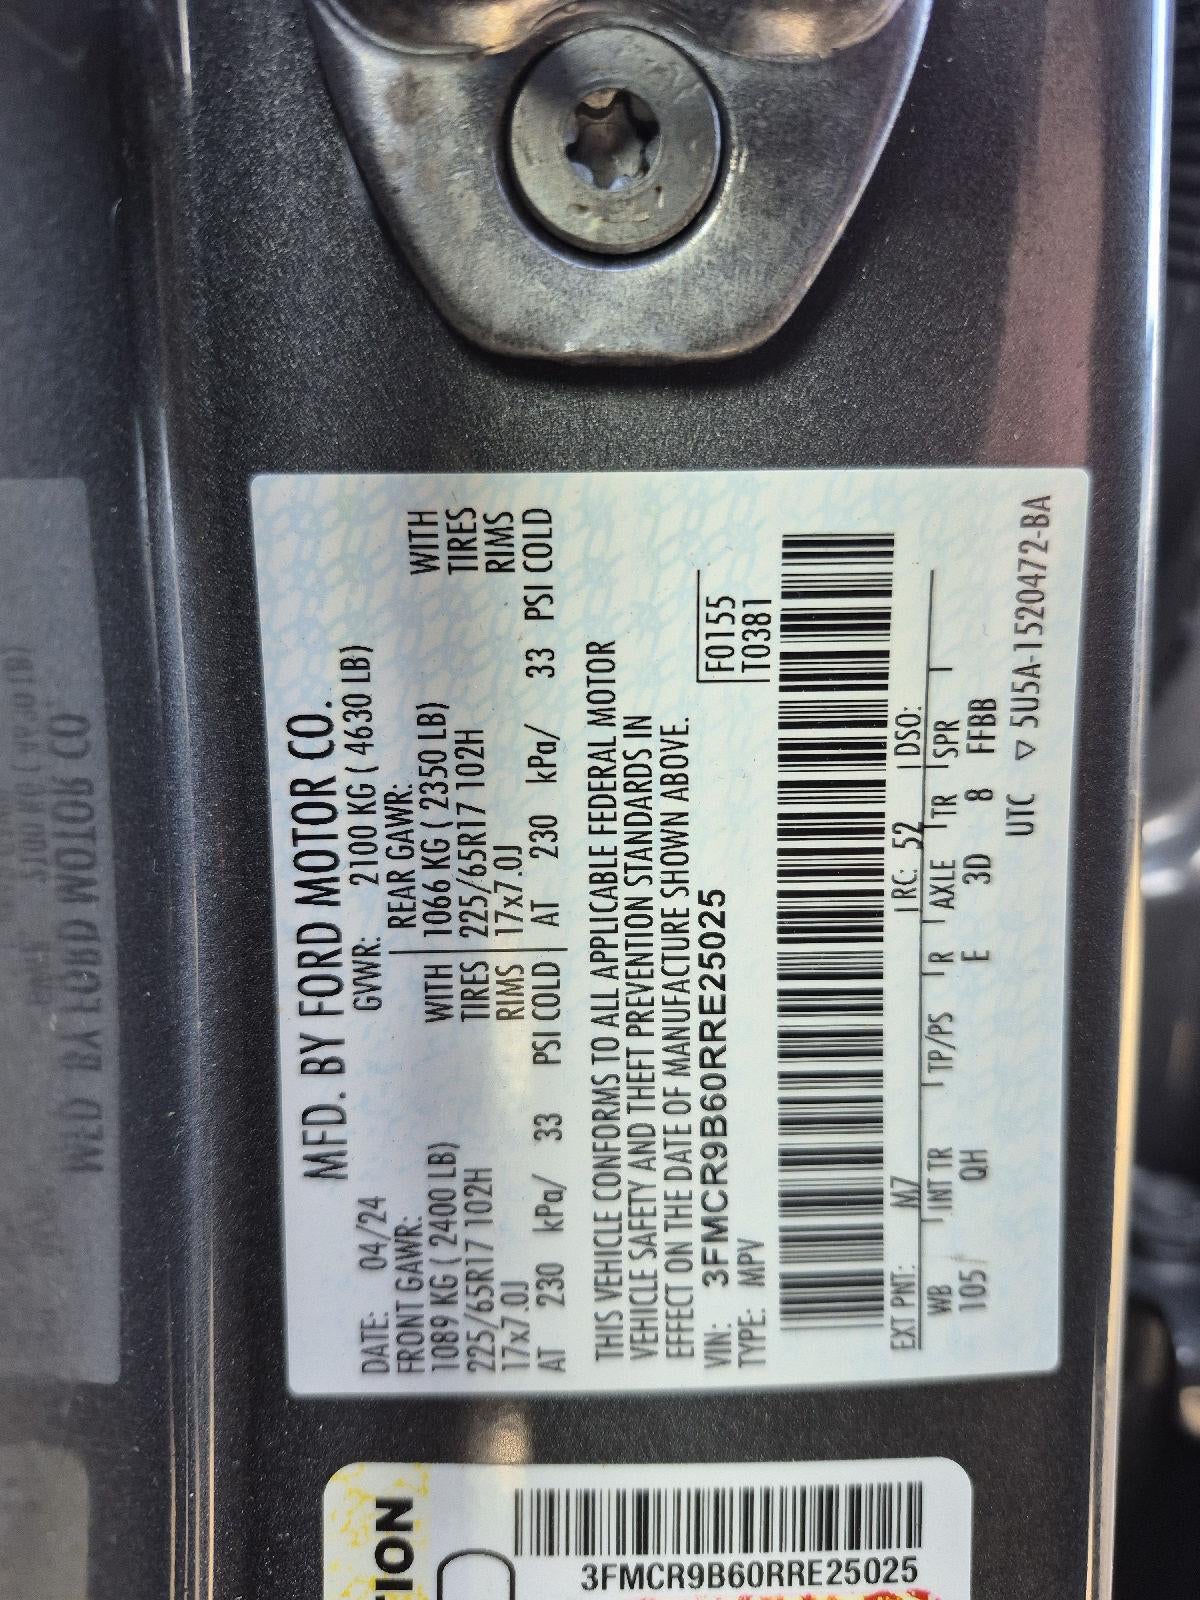 MFD. BY FORD MOTOR CO.
DATE: 04/24 GVWR: 2100 KG ( 4630 LB)
FRONT GAWR: REAR GAWR:
1089 KG ( 2400 LB) WITH 1066 KG ( 2350 LB) WITH
225/65R17 102H TIRES 225/65R17 102H TIRES
17x7.0J RIMS 17x7.0J RIMS
AT 230 kPa/ 33 PSI COLD AT 230 kPa/ 33 PSI COLD
THIS VEHICLE CONFORMS TO ALL APPLICABLE FEDERAL MOTOR
VEHICLE SAFETY AND THEFT PREVENTION STANDARDS IN
EFFECT ON THE DATE OF MANUFACTURE SHOWN ABOVE.
VIN: 3FMCR9B60RRE25025 F0155
TYPE: MPV T0381
EXT PNT: M7 RC: 52 DSO:
WB INT TR TP/PS R AXLE TR SPR
105 QH E 3D 8 FFBB
UTC ▽ 5U5A-1520472-BA
TION
3FMCR9B60RRE25025